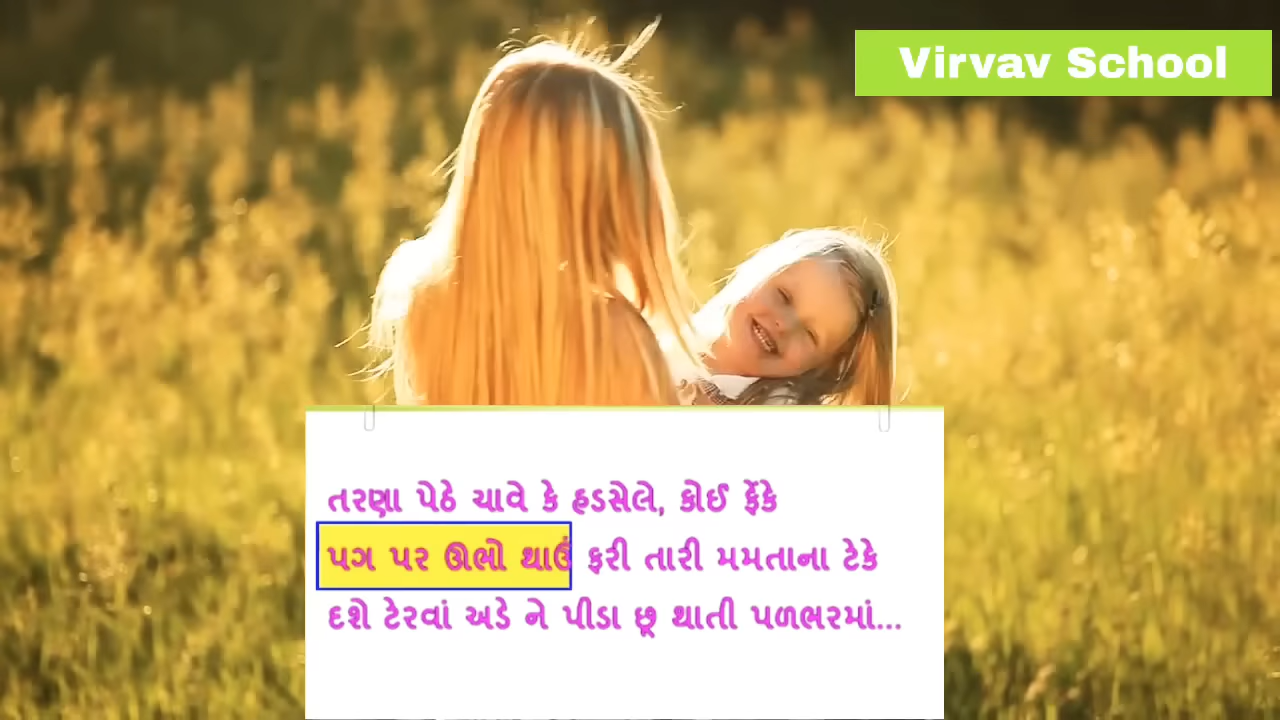 Virvav School
તરણા પેઠે ચાવે કે હડસેલે, કોઈ ફેંકે
પગ પર ઊભો થાઉં ફરી તારી મમતાના ટેકે
દશે ટેરવાં અડે ને પીડા છૂ થાતી પળભરમાં...